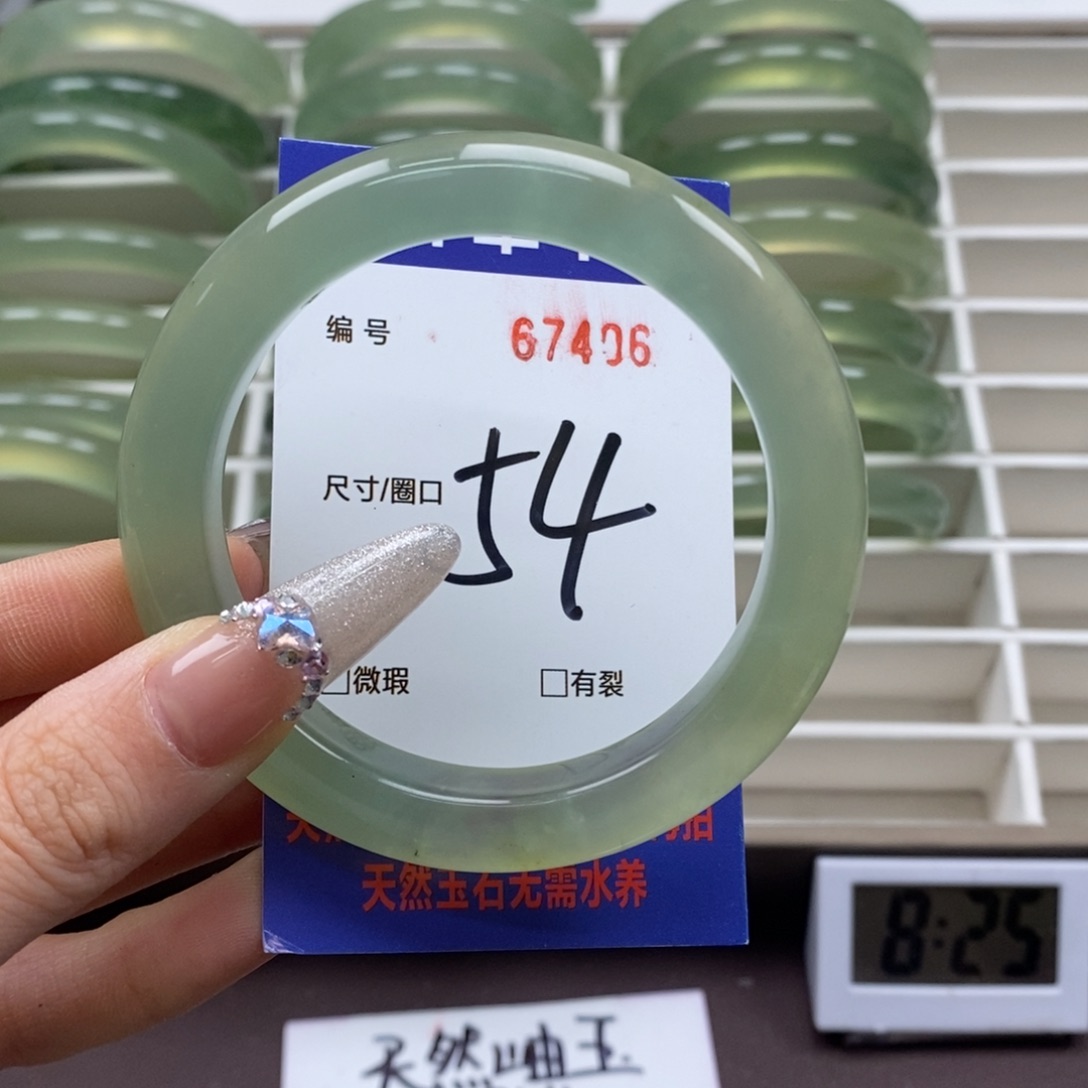 编号 67406
尺寸/圈口 54
□微瑕 □有裂
天然玉石无需水养
8:25
天然岫玉